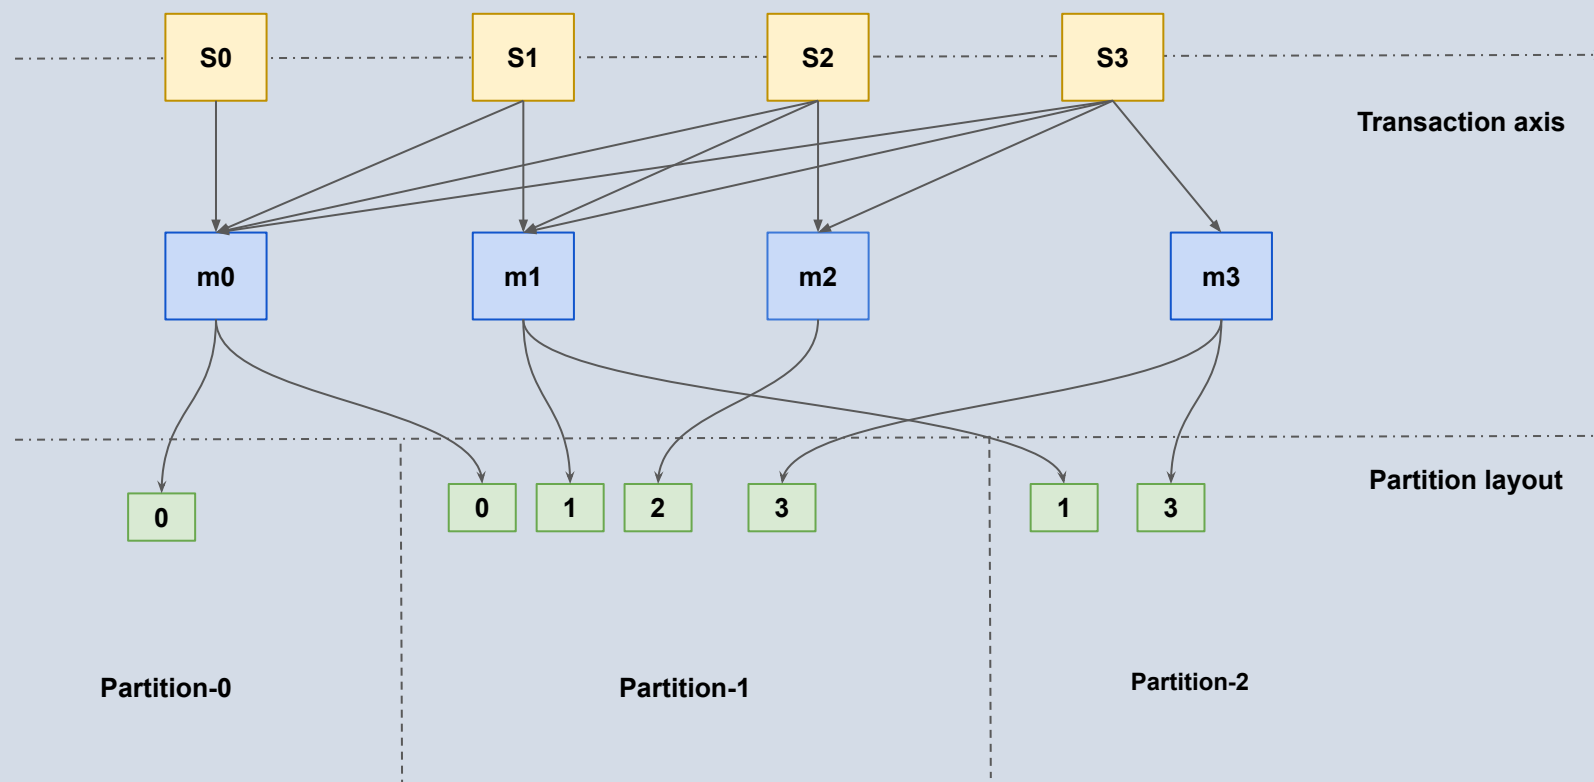 S0
S1
S2
S3
Transaction axis
m0
m1
m2
m3
Partition layout
0
0
1
2
3
1
3
Partition-0
Partition-1
Partition-2